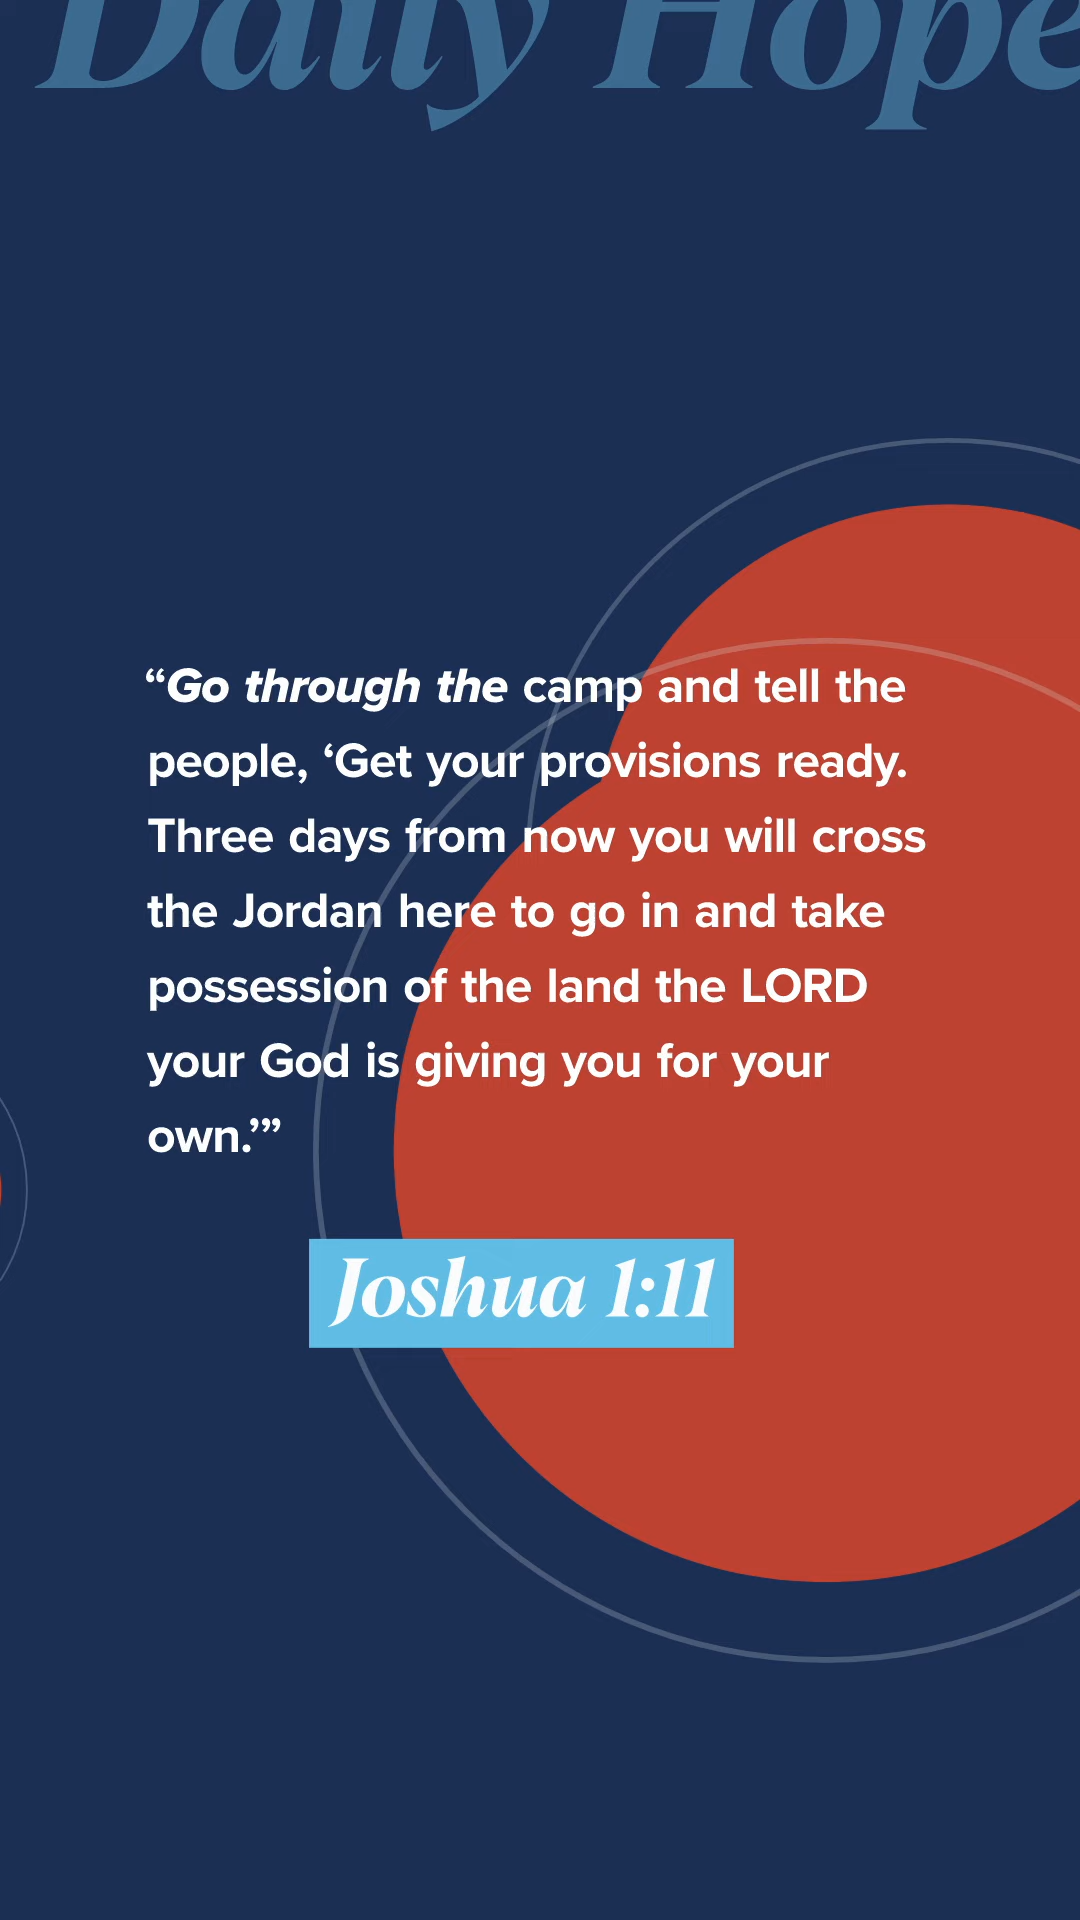 Daily Hope
“Go through the camp and tell the
people, ‘Get your provisions ready.
Three days from now you will cross
the Jordan here to go in and take
possession of the land the LORD
your God is giving you for your
own.’”
Joshua 1:11